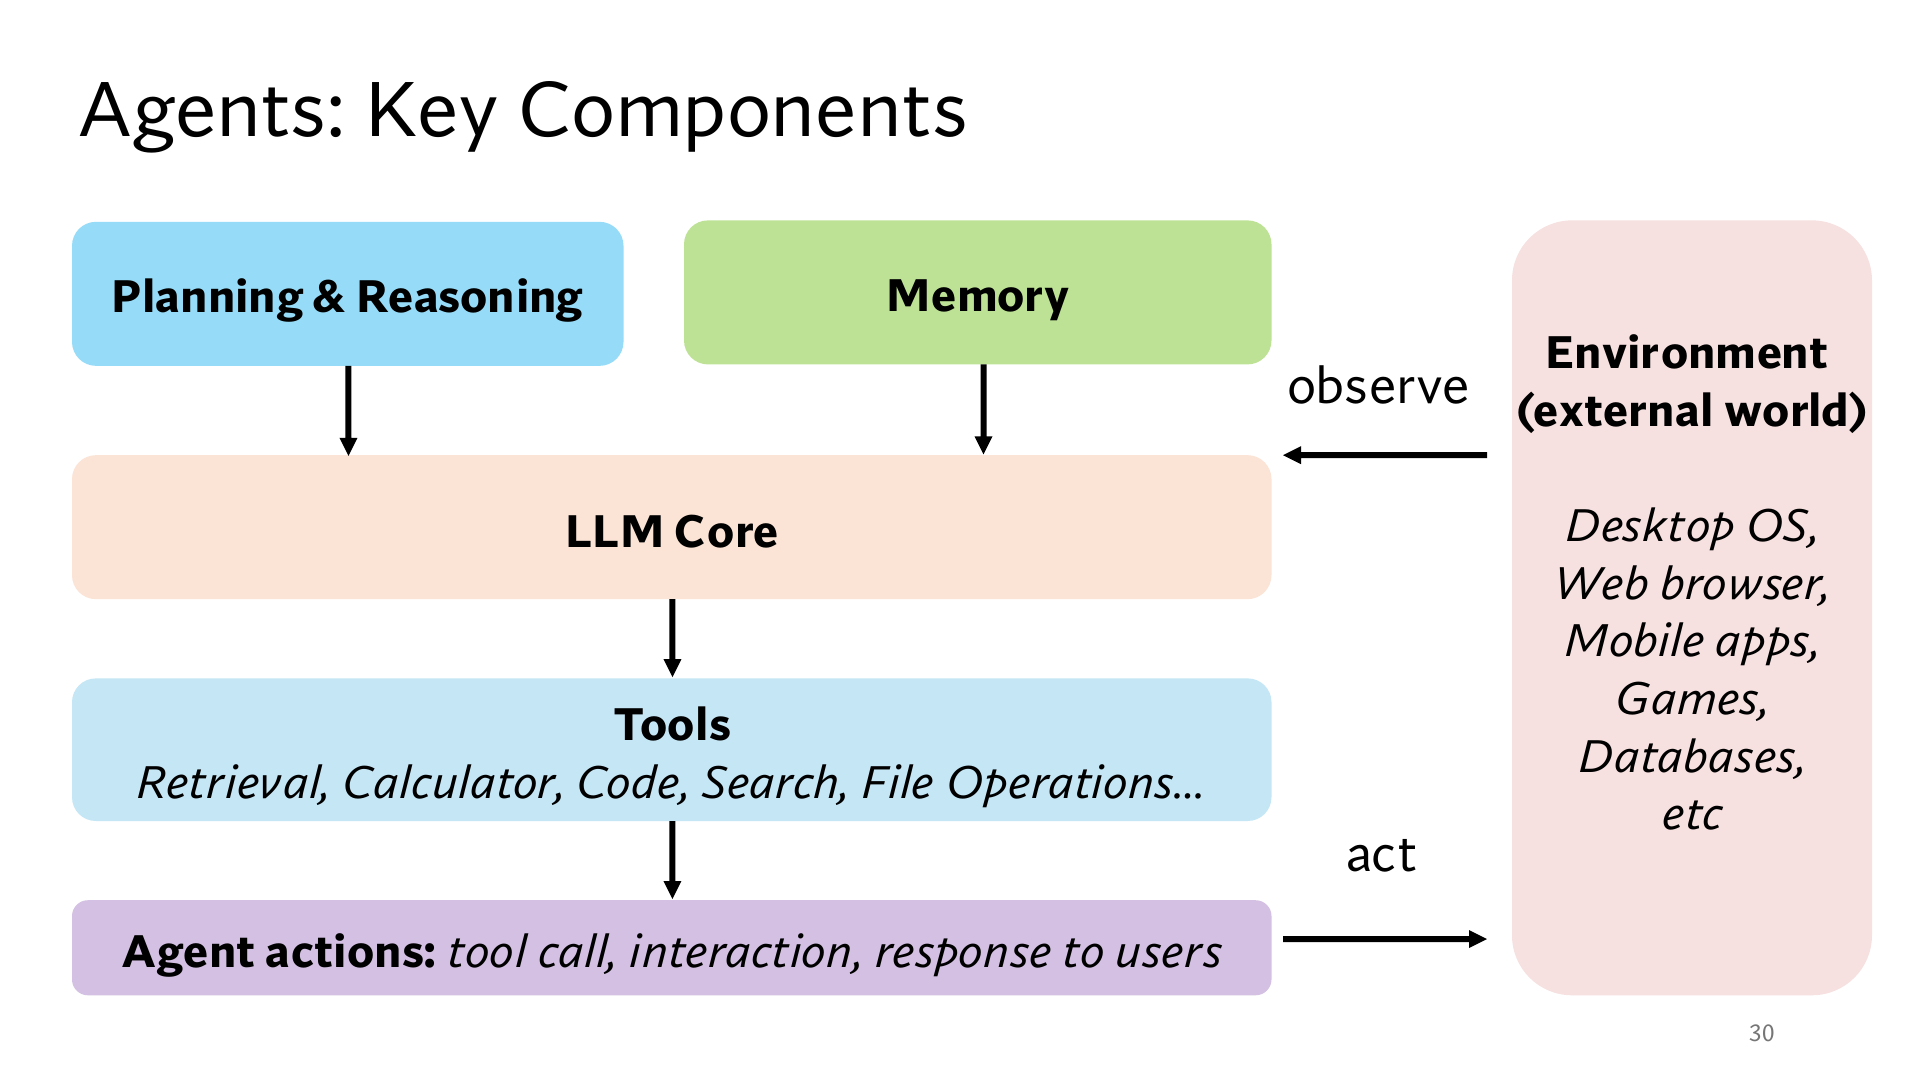 Agents: Key Components
Planning & Reasoning
Memory
observe
Environment
(external world)
LLM Core
Desktop OS,
Web browser,
Mobile apps,
Games,
Databases,
etc
Tools
Retrieval, Calculator, Code, Search, File Operations...
act
Agent actions: tool call, interaction, response to users
30